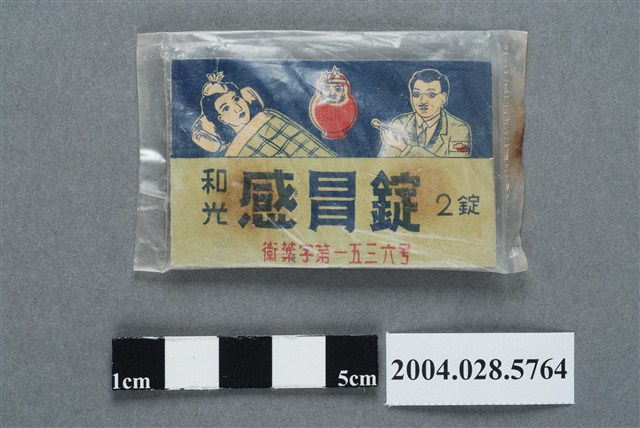 和光 感冒錠 2錠
衛藥字第一五三六号
1cm 5cm
2004.028.5764